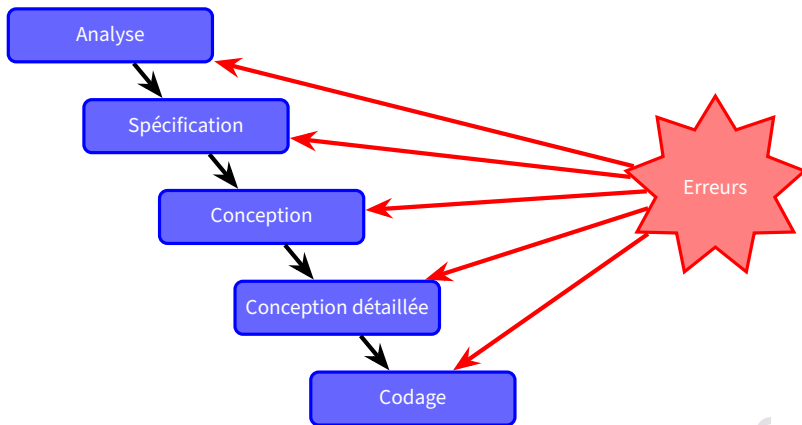 Analyse
Spécification
Erreurs
Conception
Conception détaillée
Codage